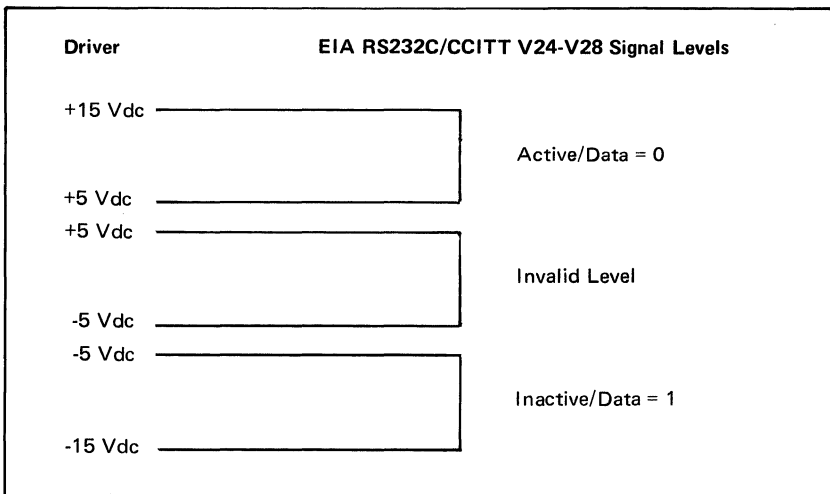 Driver EIA RS232C/CCITT V24-V28 Signal Levels
+15 Vdc
Active/Data = 0
+5 Vdc
+5 Vdc
Invalid Level
-5 Vdc
-5 Vdc
Inactive/Data = 1
-15 Vdc